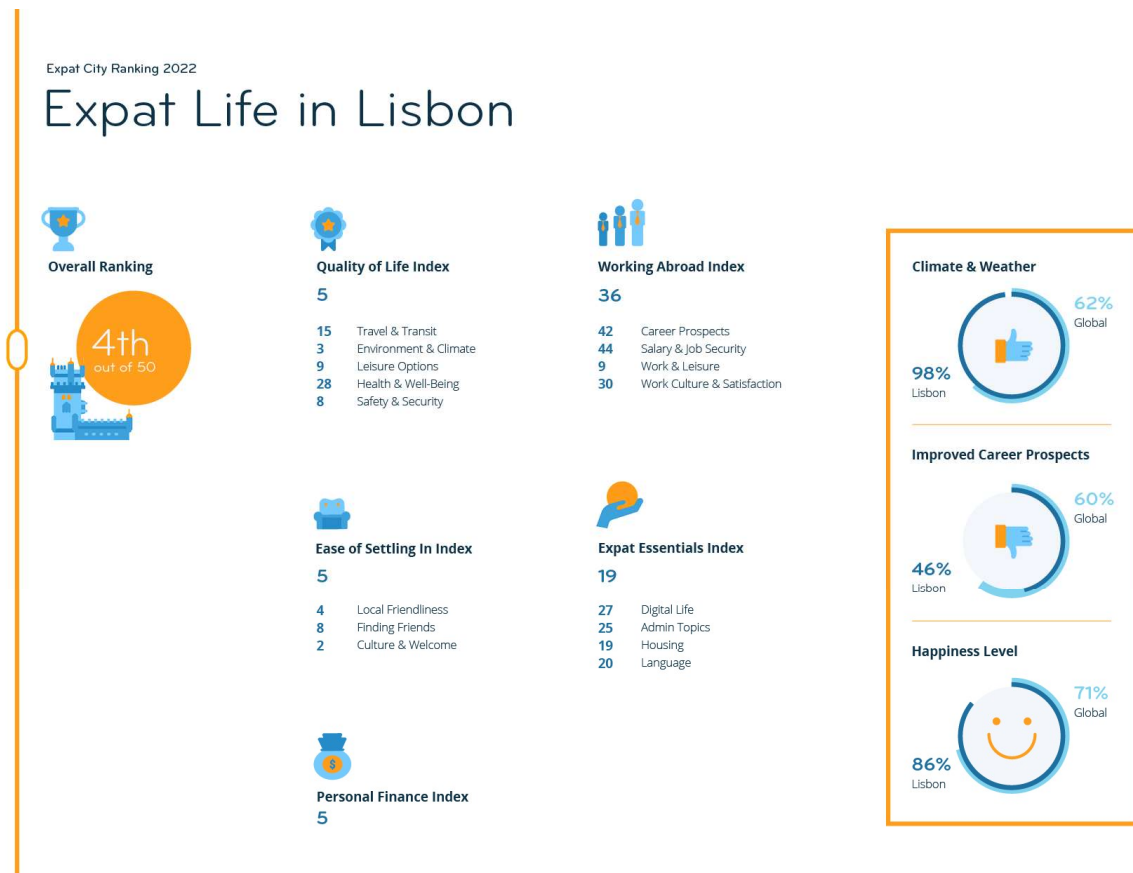 Expat City Ranking 2022
Expat Life in Lisbon
Overall Ranking
4th
out of 50
Quality of Life Index
5
15 Travel & Transit
3 Environment & Climate
9 Leisure Options
28 Health & Well-Being
8 Safety & Security
Working Abroad Index
36
42 Career Prospects
44 Salary & Job Security
9 Work & Leisure
30 Work Culture & Satisfaction
Ease of Settling In Index
5
4 Local Friendliness
8 Finding Friends
2 Culture & Welcome
Expat Essentials Index
19
27 Digital Life
25 Admin Topics
19 Housing
20 Language
Personal Finance Index
5
Climate & Weather
62%
Global
98%
Lisbon
Improved Career Prospects
60%
Global
46%
Lisbon
Happiness Level
71%
Global
86%
Lisbon
$